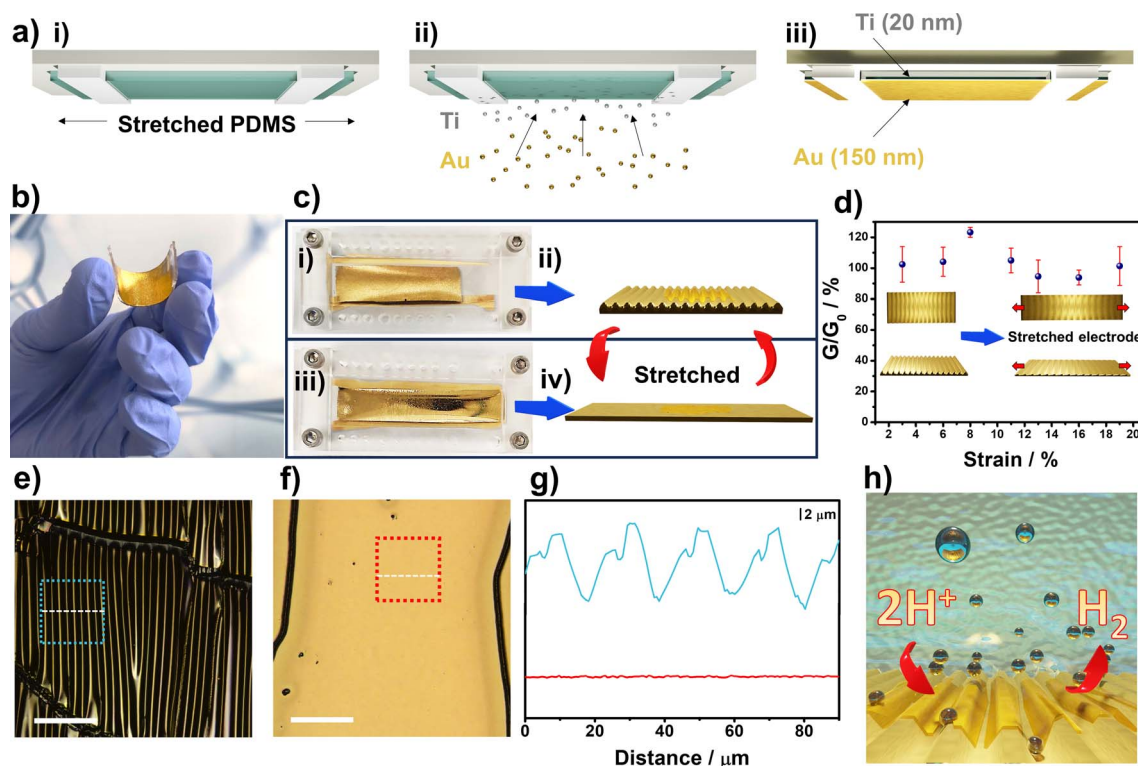 a) i)
ii)
iii)
Ti (20 nm)
Stretched PDMS
Ti
Au
Au (150 nm)
b)
c)
d)
i)
ii)
iii)
iv)
Stretched
G/G₀ / %
120
100
80
60
40
20
0
Stretched electrode
2 4 6 8 10 12 14 16 18 20
Strain / %
e)
f)
g)
h)
2 μm
0 20 40 60 80
Distance / μm
2H⁺
H₂